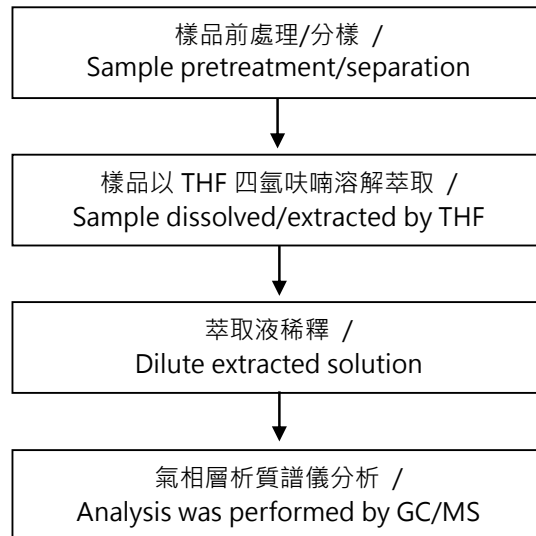 樣品前處理/分樣 /
Sample pretreatment/separation
樣品以 THF 四氫呋喃溶解萃取 /
Sample dissolved/extracted by THF
萃取液稀釋 /
Dilute extracted solution
氣相層析質譜儀分析 /
Analysis was performed by GC/MS